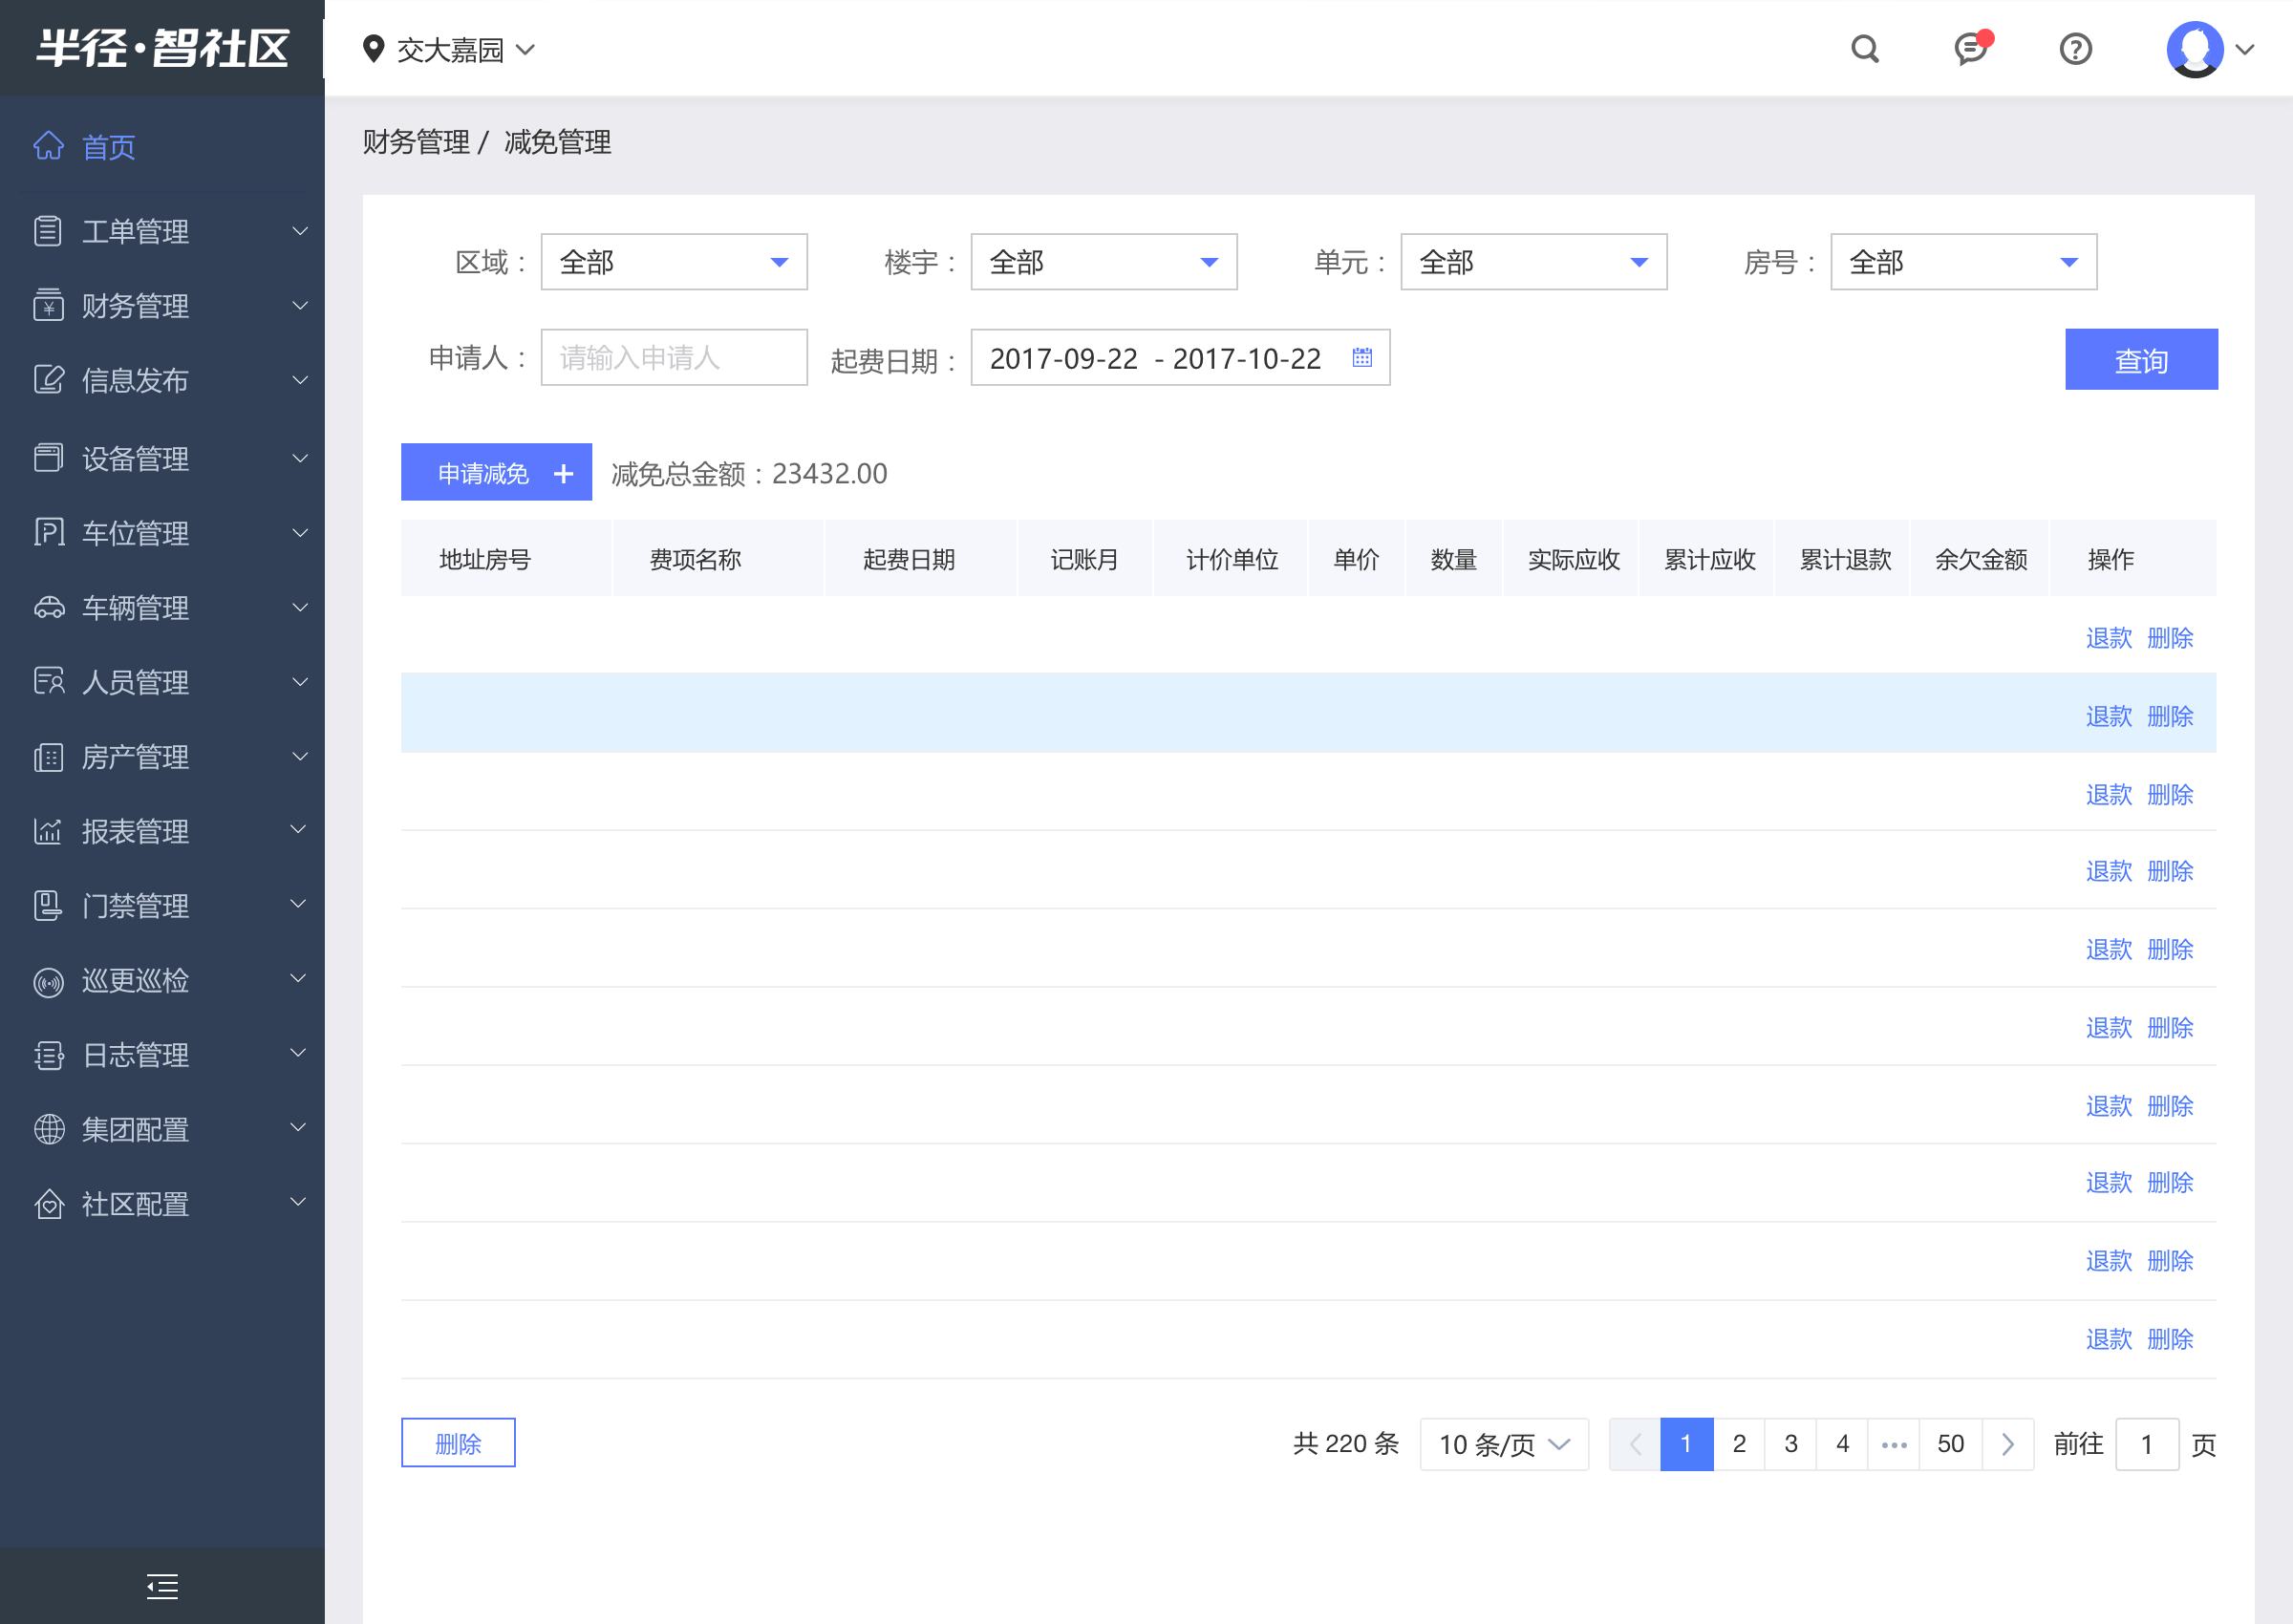 半径·智社区
交大嘉园
首页
工单管理
财务管理
信息发布
设备管理
车位管理
车辆管理
人员管理
房产管理
报表管理
门禁管理
巡更巡检
日志管理
集团配置
社区配置
财务管理 / 减免管理
区域： 全部 楼宇： 全部 单元： 全部 房号： 全部
申请人： 请输入申请人 起费日期： 2017-09-22 - 2017-10-22 查询
申请减免 + 减免总金额：23432.00
地址房号 费项名称 起费日期 记账月 计价单位 单价 数量 实际应收 累计应收 累计退款 余欠金额 操作
退款 删除
退款 删除
退款 删除
退款 删除
退款 删除
退款 删除
退款 删除
退款 删除
退款 删除
退款 删除
删除 共 220 条 10 条/页 1 2 3 4 ••• 50 前往 1 页